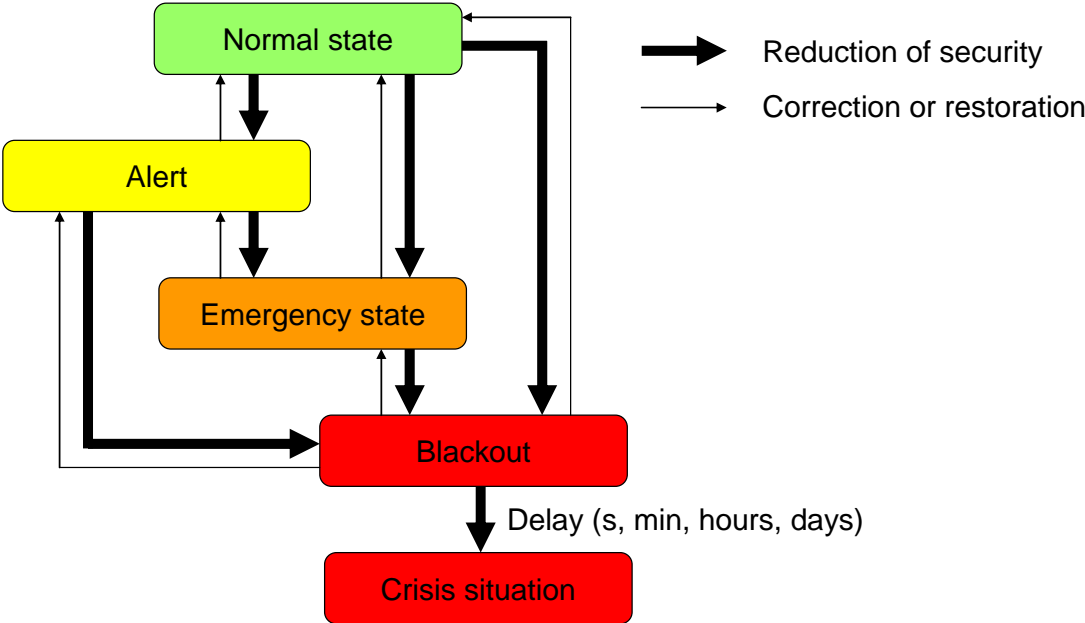 Normal state
Reduction of security
Correction or restoration
Alert
Emergency state
Blackout
Delay (s, min, hours, days)
Crisis situation